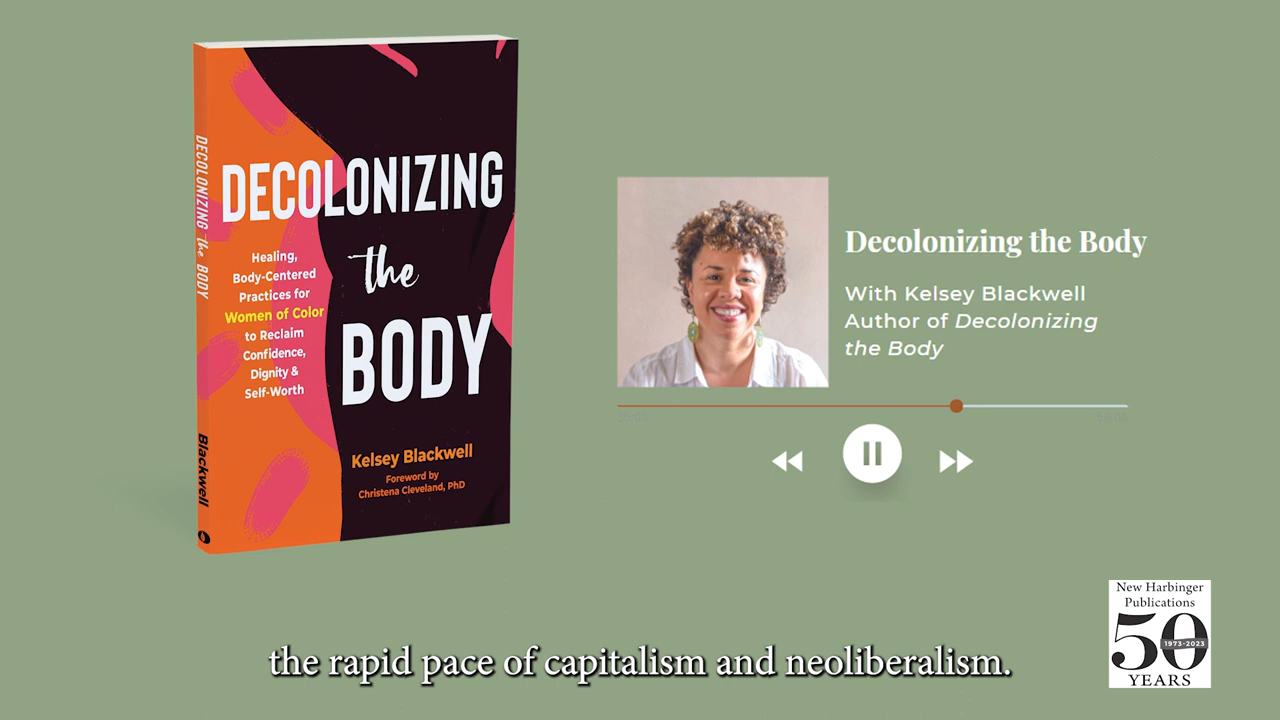 DECOLONIZING the BODY
Blackwell
DECOLONIZING
the
BODY
Healing,
Body-Centered
Practices for
Women of Color
to Reclaim
Confidence,
Dignity &
Self-Worth
Kelsey Blackwell
Foreword by
Christena Cleveland, PhD
Decolonizing the Body
With Kelsey Blackwell
Author of Decolonizing
the Body
New Harbinger
Publications
50
1973-2023
YEARS
the rapid pace of capitalism and neoliberalism.